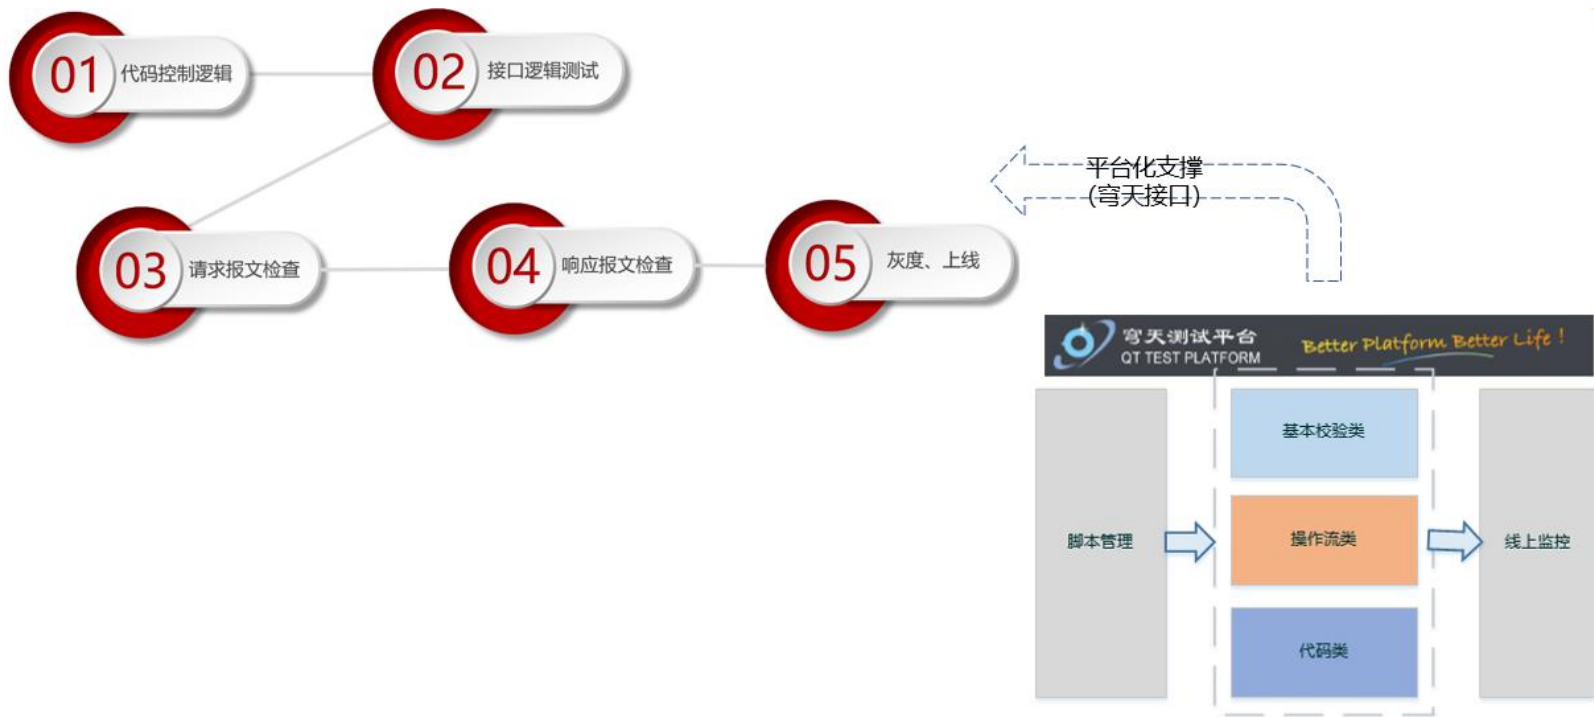 01
代码控制逻辑
02
接口逻辑测试
03
请求报文检查
04
响应报文检查
05
灰度、上线
平台化支撑
(穹天接口)
穹天测试平台
QT TEST PLATFORM
Better Platform Better Life !
脚本管理
基本校验类
操作流类
代码类
线上监控